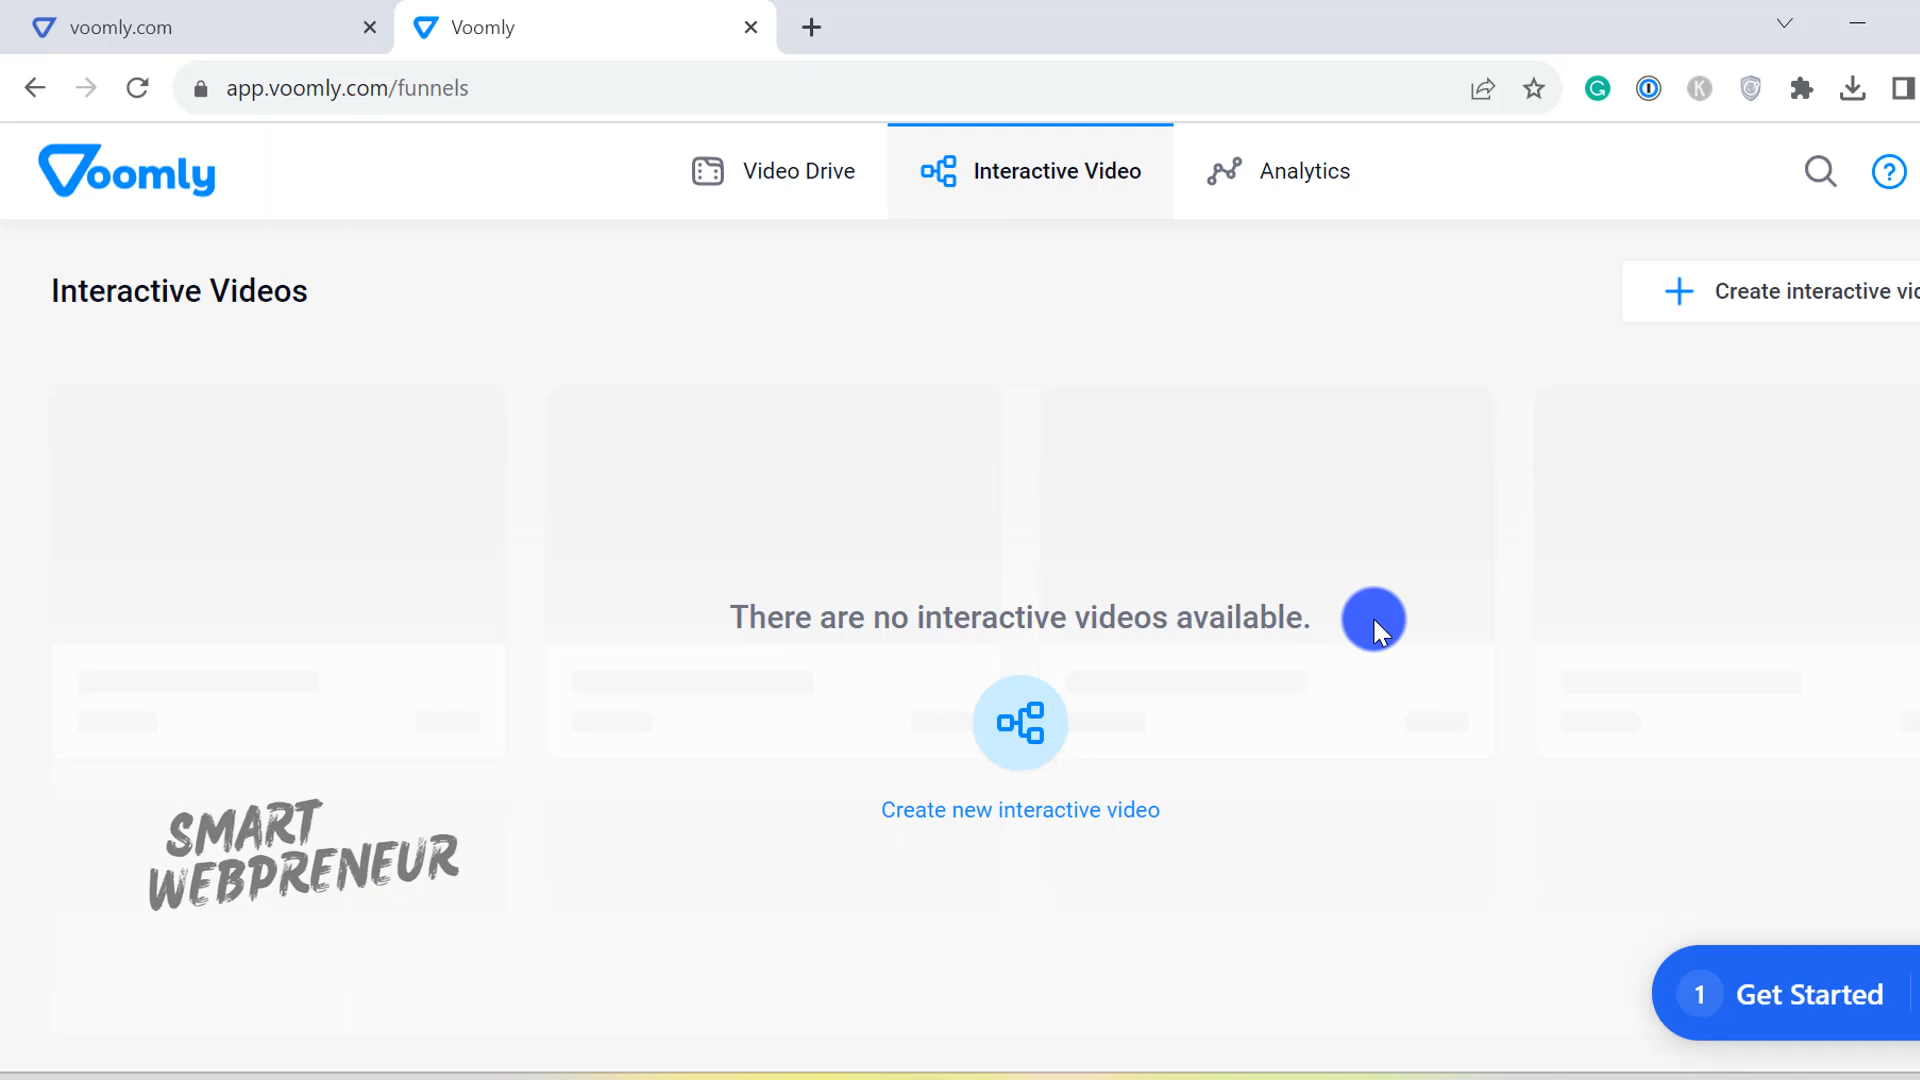 voomly.com
Voomly
app.voomly.com/funnels
Voomly
Video Drive
Interactive Video
Analytics
Interactive Videos
Create interactive vid
There are no interactive videos available.
Create new interactive video
SMART
WEBPRENEUR
1 Get Started